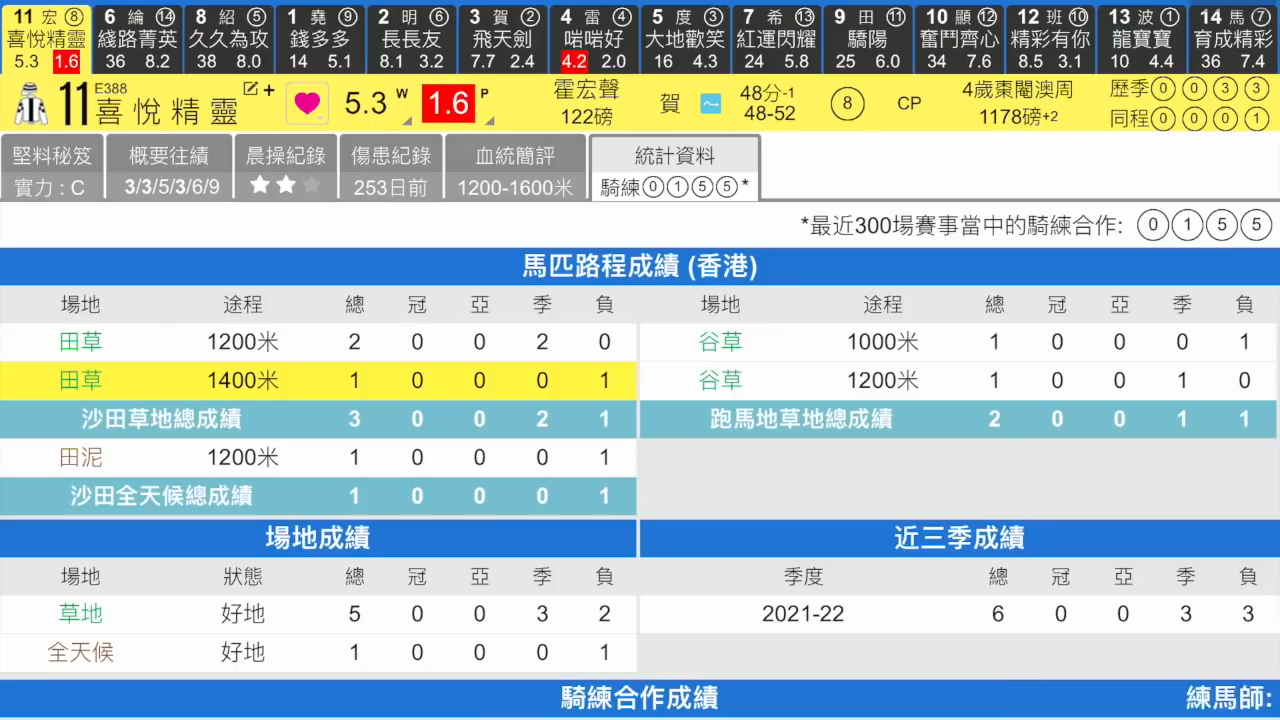 11 宏 ⑧ 6 綸 ⑭ 8 紹 ⑤ 1 堯 ⑨ 2 明 ⑥ 3 賀 ② 4 雷 ④ 5 度 ③ 7 希 ⑬ 9 田 ⑪ 10 顯 ⑫ 12 班 ⑩ 13 波 ① 14 馬 ⑦
喜悅精靈 綫路菁英 久久為攻 錢多多 長長友 飛天劍 啱啱好 大地歡笑 紅運閃耀 驕陽 奮鬥齊心 精彩有你 龍寶寶 育成精彩
5.3 1.6 36 8.2 38 8.0 14 5.1 8.1 3.2 7.7 2.4 4.2 2.0 16 4.3 24 5.8 25 6.0 34 7.6 8.5 3.1 10 4.4 36 7.4
11 E388 喜悅精靈 + 5.3 W 1.6 P 霍宏聲 賀 48分-1 ⑧ CP 4歲棗閹澳周 歷季⓪⓪③③
122磅 48-52 1178磅+2 同程⓪⓪⓪①
堅料秘笈 概要往績 晨操紀錄 傷患紀錄 血統簡評 統計資料
實力 : C 3/3/5/3/6/9 ★★★ 253日前 1200-1600米 騎練⓪①⑤⑤*
*最近300場賽事當中的騎練合作: ⓪①⑤⑤
馬匹路程成績 (香港)
場地 途程 總 冠 亞 季 負 場地 途程 總 冠 亞 季 負
田草 1200米 2 0 0 2 0 谷草 1000米 1 0 0 0 1
田草 1400米 1 0 0 0 1 谷草 1200米 1 0 0 1 0
沙田草地總成績 3 0 0 2 1 跑馬地草地總成績 2 0 0 1 1
田泥 1200米 1 0 0 0 1
沙田全天候總成績 1 0 0 0 1
場地成績 近三季成績
場地 狀態 總 冠 亞 季 負 季度 總 冠 亞 季 負
草地 好地 5 0 0 3 2 2021-22 6 0 0 3 3
全天候 好地 1 0 0 0 1
騎練合作成績 練馬師: